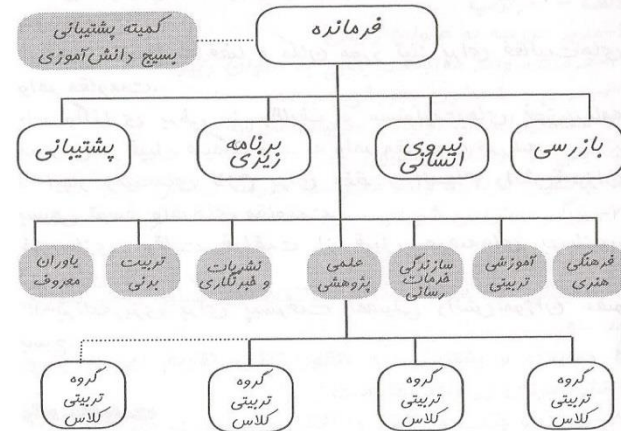 فرمانده
کمیته پشتیبانی
بسیج دانش‌آموزی
بازرسی
نیروی
انسانی
برنامه
ریزی
پشتیبانی
فرهنگی
هنری
آموزشی
تربیتی
سازندگی
خدمات
رسانی
علمی
پژوهشی
نشریات
و خبرنگاری
تربیت
بدنی
یاوران
معروف
گروه
تربیتی
کلاس
گروه
تربیتی
کلاس
گروه
تربیتی
کلاس
گروه
تربیتی
کلاس